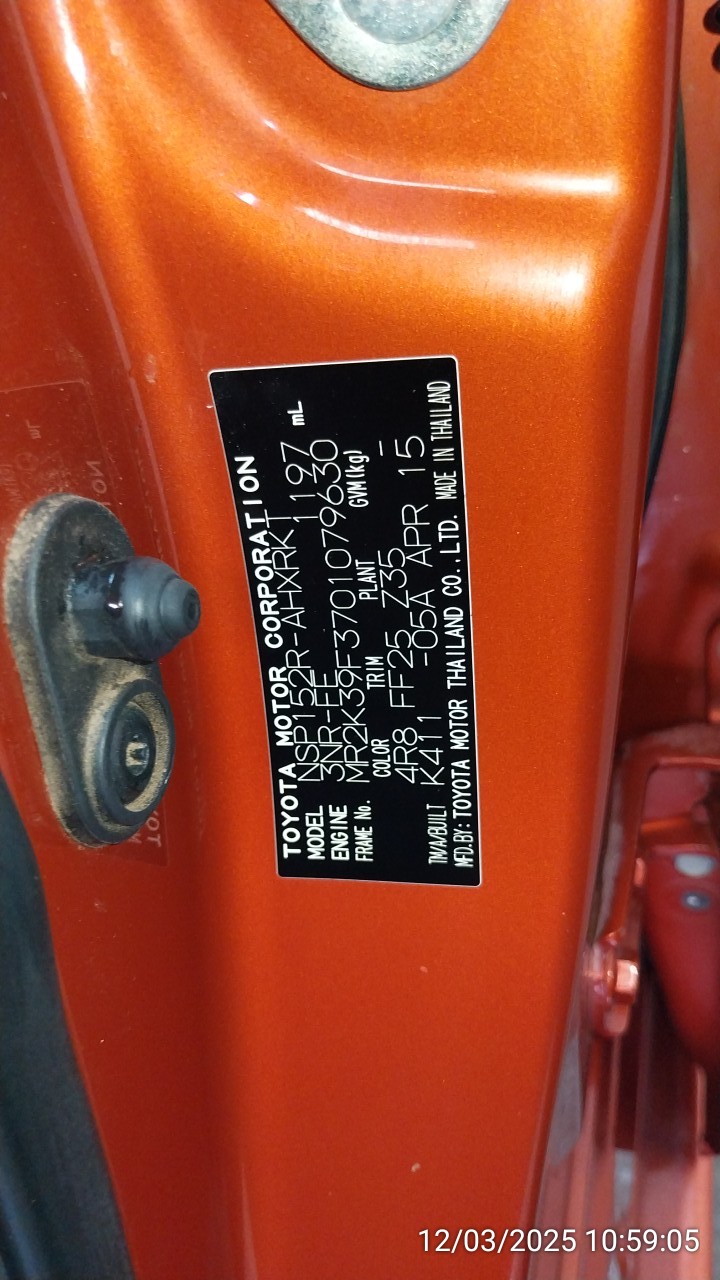 TOYOTA MOTOR CORPORATION
MODEL NSP152R-AHXRKT 1197 mL
ENGINE 3NR-FE
FRAME No. MR2K39F3701079630
COLOR TRIM PLANT GVM(kg)
4R8 FF25 Z35 –
TM/A/BUILT K411 -05A APR 15
MFD.BY: TOYOTA MOTOR THAILAND CO.,LTD. MADE IN THAILAND
12/03/2025 10:59:05